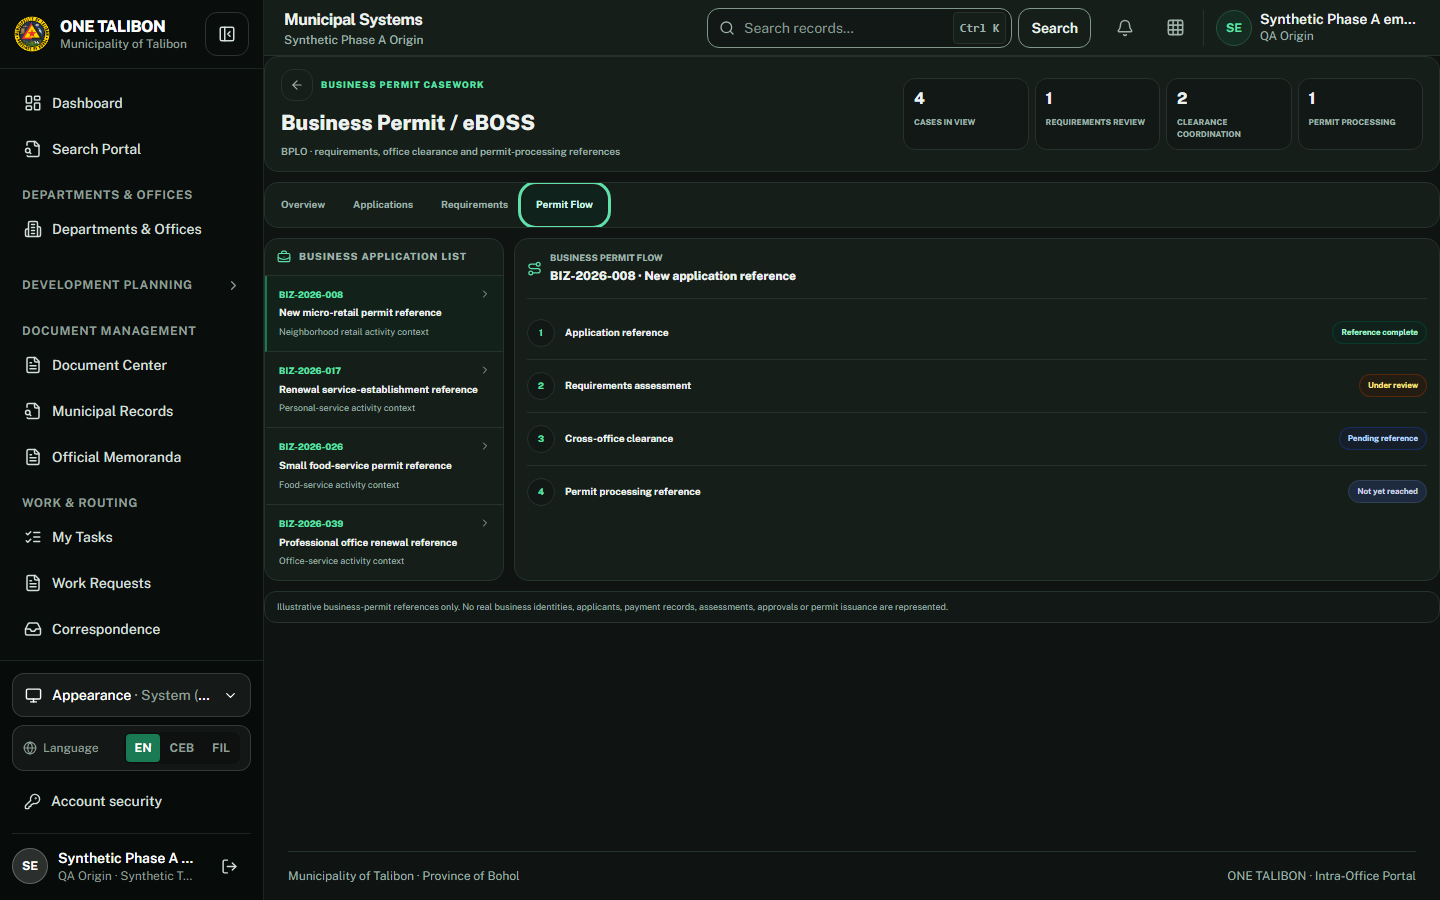 ONE TALIBON
Municipality of Talibon
Dashboard
Search Portal
DEPARTMENTS & OFFICES
Departments & Offices
DEVELOPMENT PLANNING
DOCUMENT MANAGEMENT
Document Center
Municipal Records
Official Memoranda
WORK & ROUTING
My Tasks
Work Requests
Correspondence
Appearance · System (...
Language EN CEB FIL
Account security
SE
Synthetic Phase A ...
QA Origin · Synthetic T...
Municipal Systems
Synthetic Phase A Origin
Search records... Ctrl K Search
SE
Synthetic Phase A em...
QA Origin
BUSINESS PERMIT CASEWORK
Business Permit / eBOSS
BPLO · requirements, office clearance and permit-processing references
4
CASES IN VIEW
1
REQUIREMENTS REVIEW
2
CLEARANCE
COORDINATION
1
PERMIT PROCESSING
Overview Applications Requirements Permit Flow
BUSINESS APPLICATION LIST
BIZ-2026-008
New micro-retail permit reference
Neighborhood retail activity context
BIZ-2026-017
Renewal service-establishment reference
Personal-service activity context
BIZ-2026-026
Small food-service permit reference
Food-service activity context
BIZ-2026-039
Professional office renewal reference
Office-service activity context
BUSINESS PERMIT FLOW
BIZ-2026-008 · New application reference
1 Application reference Reference complete
2 Requirements assessment Under review
3 Cross-office clearance Pending reference
4 Permit processing reference Not yet reached
Illustrative business-permit references only. No real business identities, applicants, payment records, assessments, approvals or permit issuance are represented.
Municipality of Talibon · Province of Bohol
ONE TALIBON · Intra-Office Portal